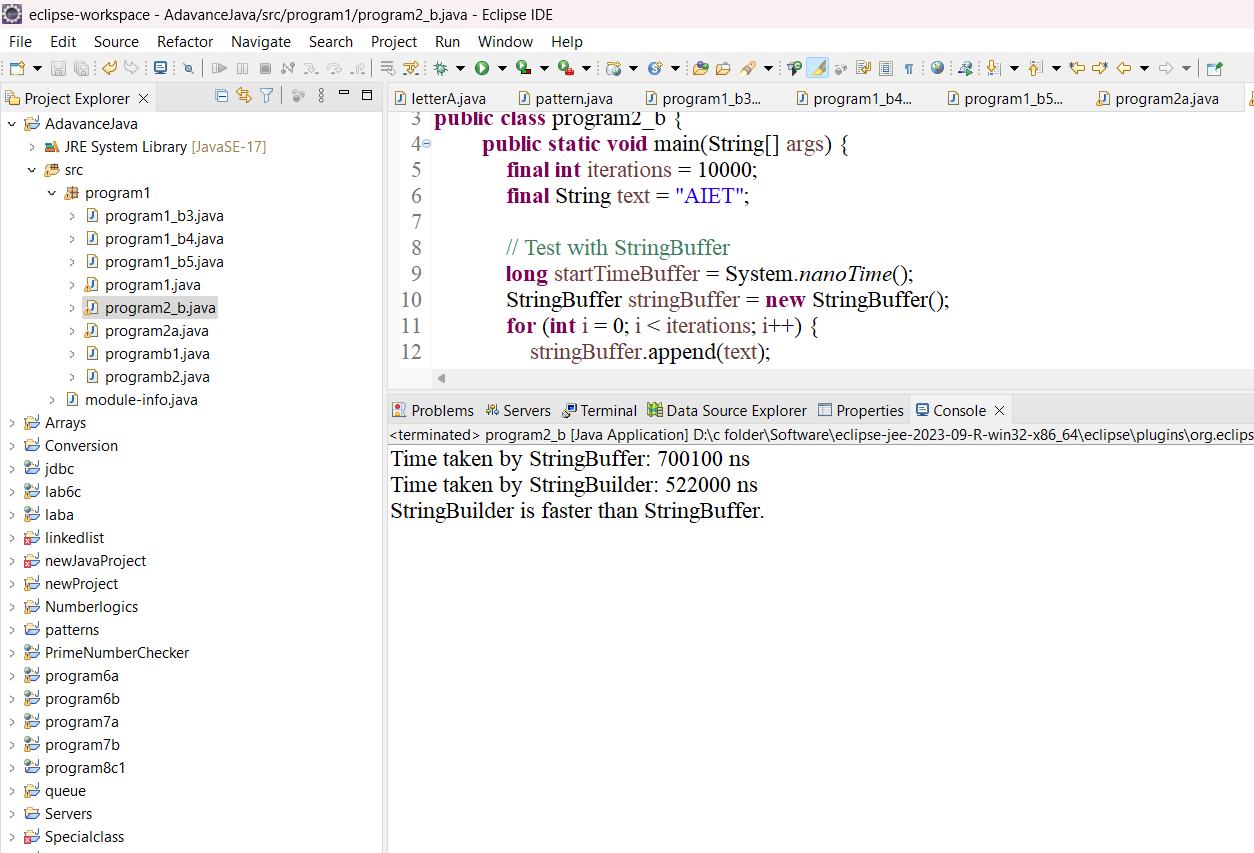 eclipse-workspace - AdavanceJava/src/program1/program2_b.java - Eclipse IDE
File Edit Source Refactor Navigate Search Project Run Window Help
Project Explorer
AdavanceJava
JRE System Library [JavaSE-17]
src
program1
program1_b3.java
program1_b4.java
program1_b5.java
program1.java
program2_b.java
program2a.java
programb1.java
programb2.java
module-info.java
Arrays
Conversion
jdbc
lab6c
laba
linkedlist
newJavaProject
newProject
Numberlogics
patterns
PrimeNumberChecker
program6a
program6b
program7a
program7b
program8c1
queue
Servers
Specialclass
letterA.java pattern.java program1_b3... program1_b4... program1_b5... program2a.java
3 public class program2_b {
4 public static void main(String[] args) {
5 final int iterations = 10000;
6 final String text = "AIET";
7
8 // Test with StringBuffer
9 long startTimeBuffer = System.nanoTime();
10 StringBuffer stringBuffer = new StringBuffer();
11 for (int i = 0; i < iterations; i++) {
12 stringBuffer.append(text);
Problems Servers Terminal Data Source Explorer Properties Console
<terminated> program2_b [Java Application] D:\c folder\Software\eclipse-jee-2023-09-R-win32-x86_64\eclipse\plugins\org.eclips
Time taken by StringBuffer: 700100 ns
Time taken by StringBuilder: 522000 ns
StringBuilder is faster than StringBuffer.